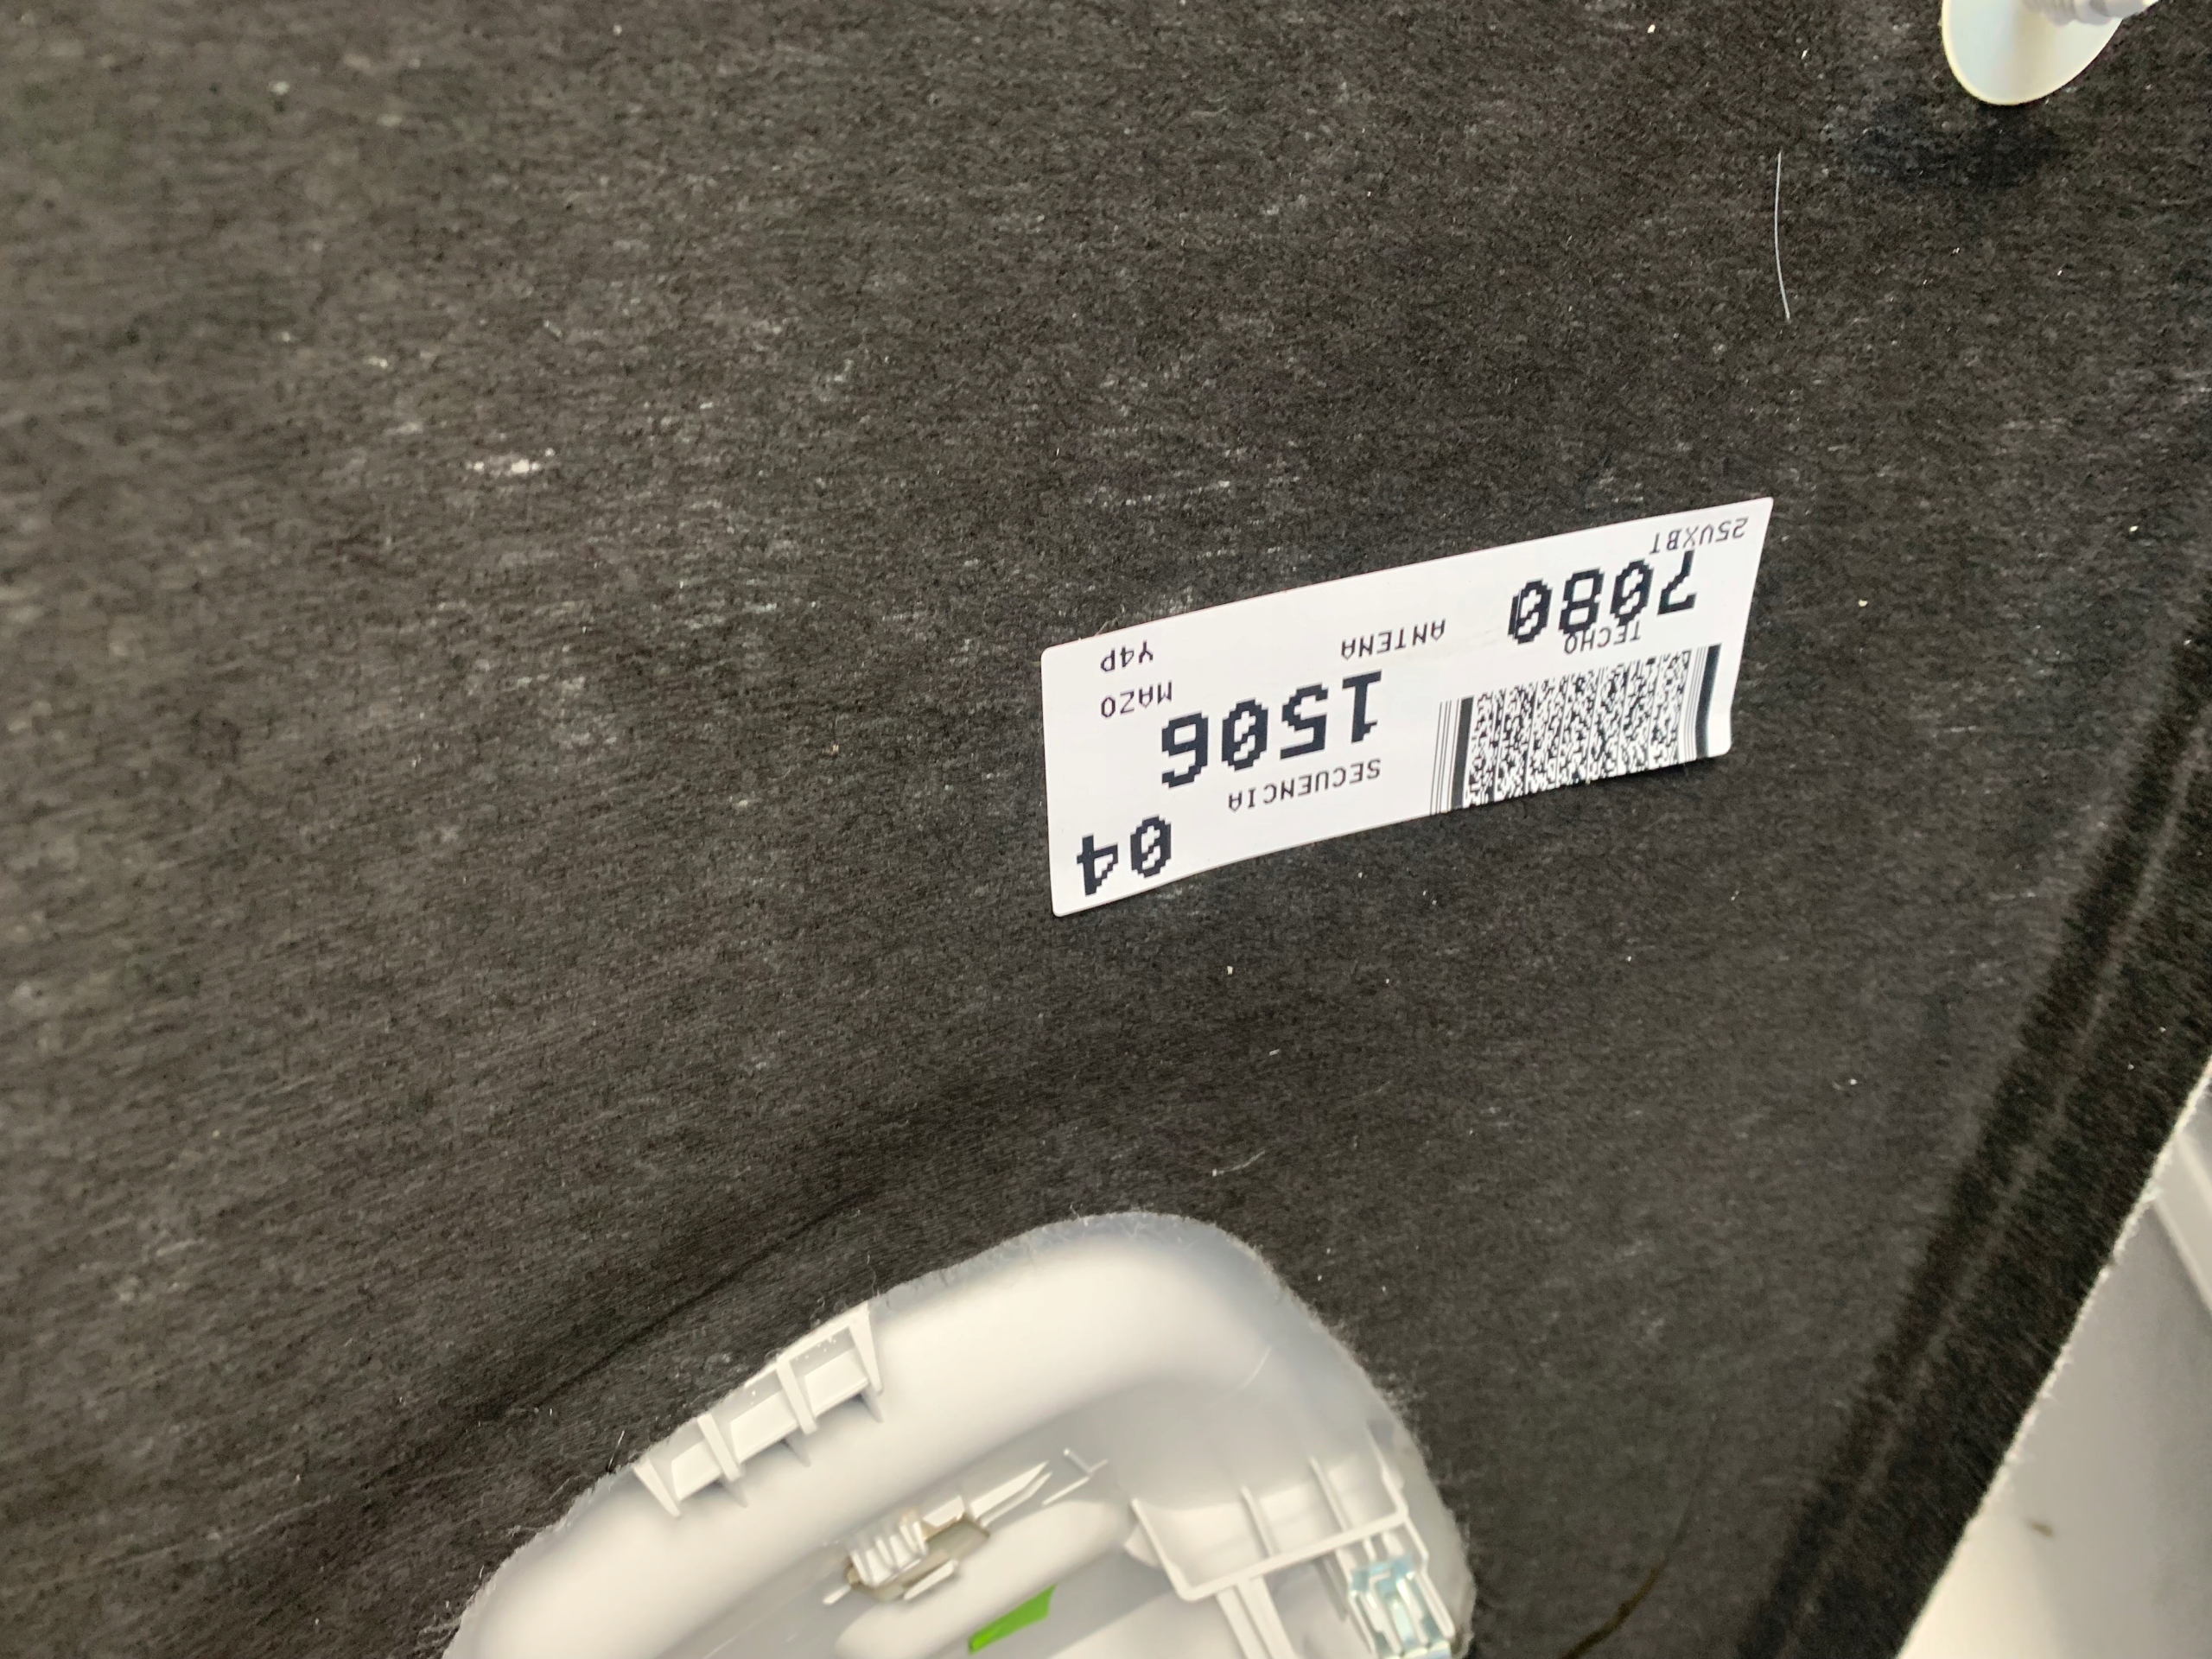 04
SECUENCIA
1506
MAZO
Y4P
ANTENA
TECHO
7080
25UXBT